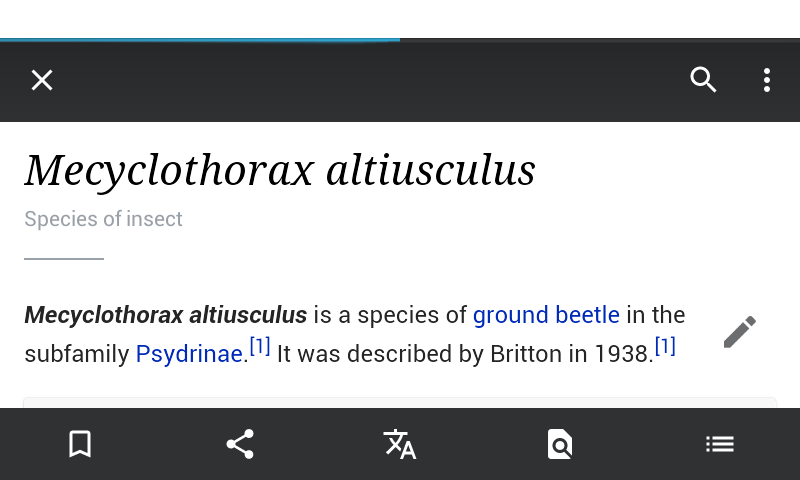 Mecyclothorax altiusculus
Species of insect
Mecyclothorax altiusculus is a species of ground beetle in the
subfamily Psydrinae.[1] It was described by Britton in 1938.[1]